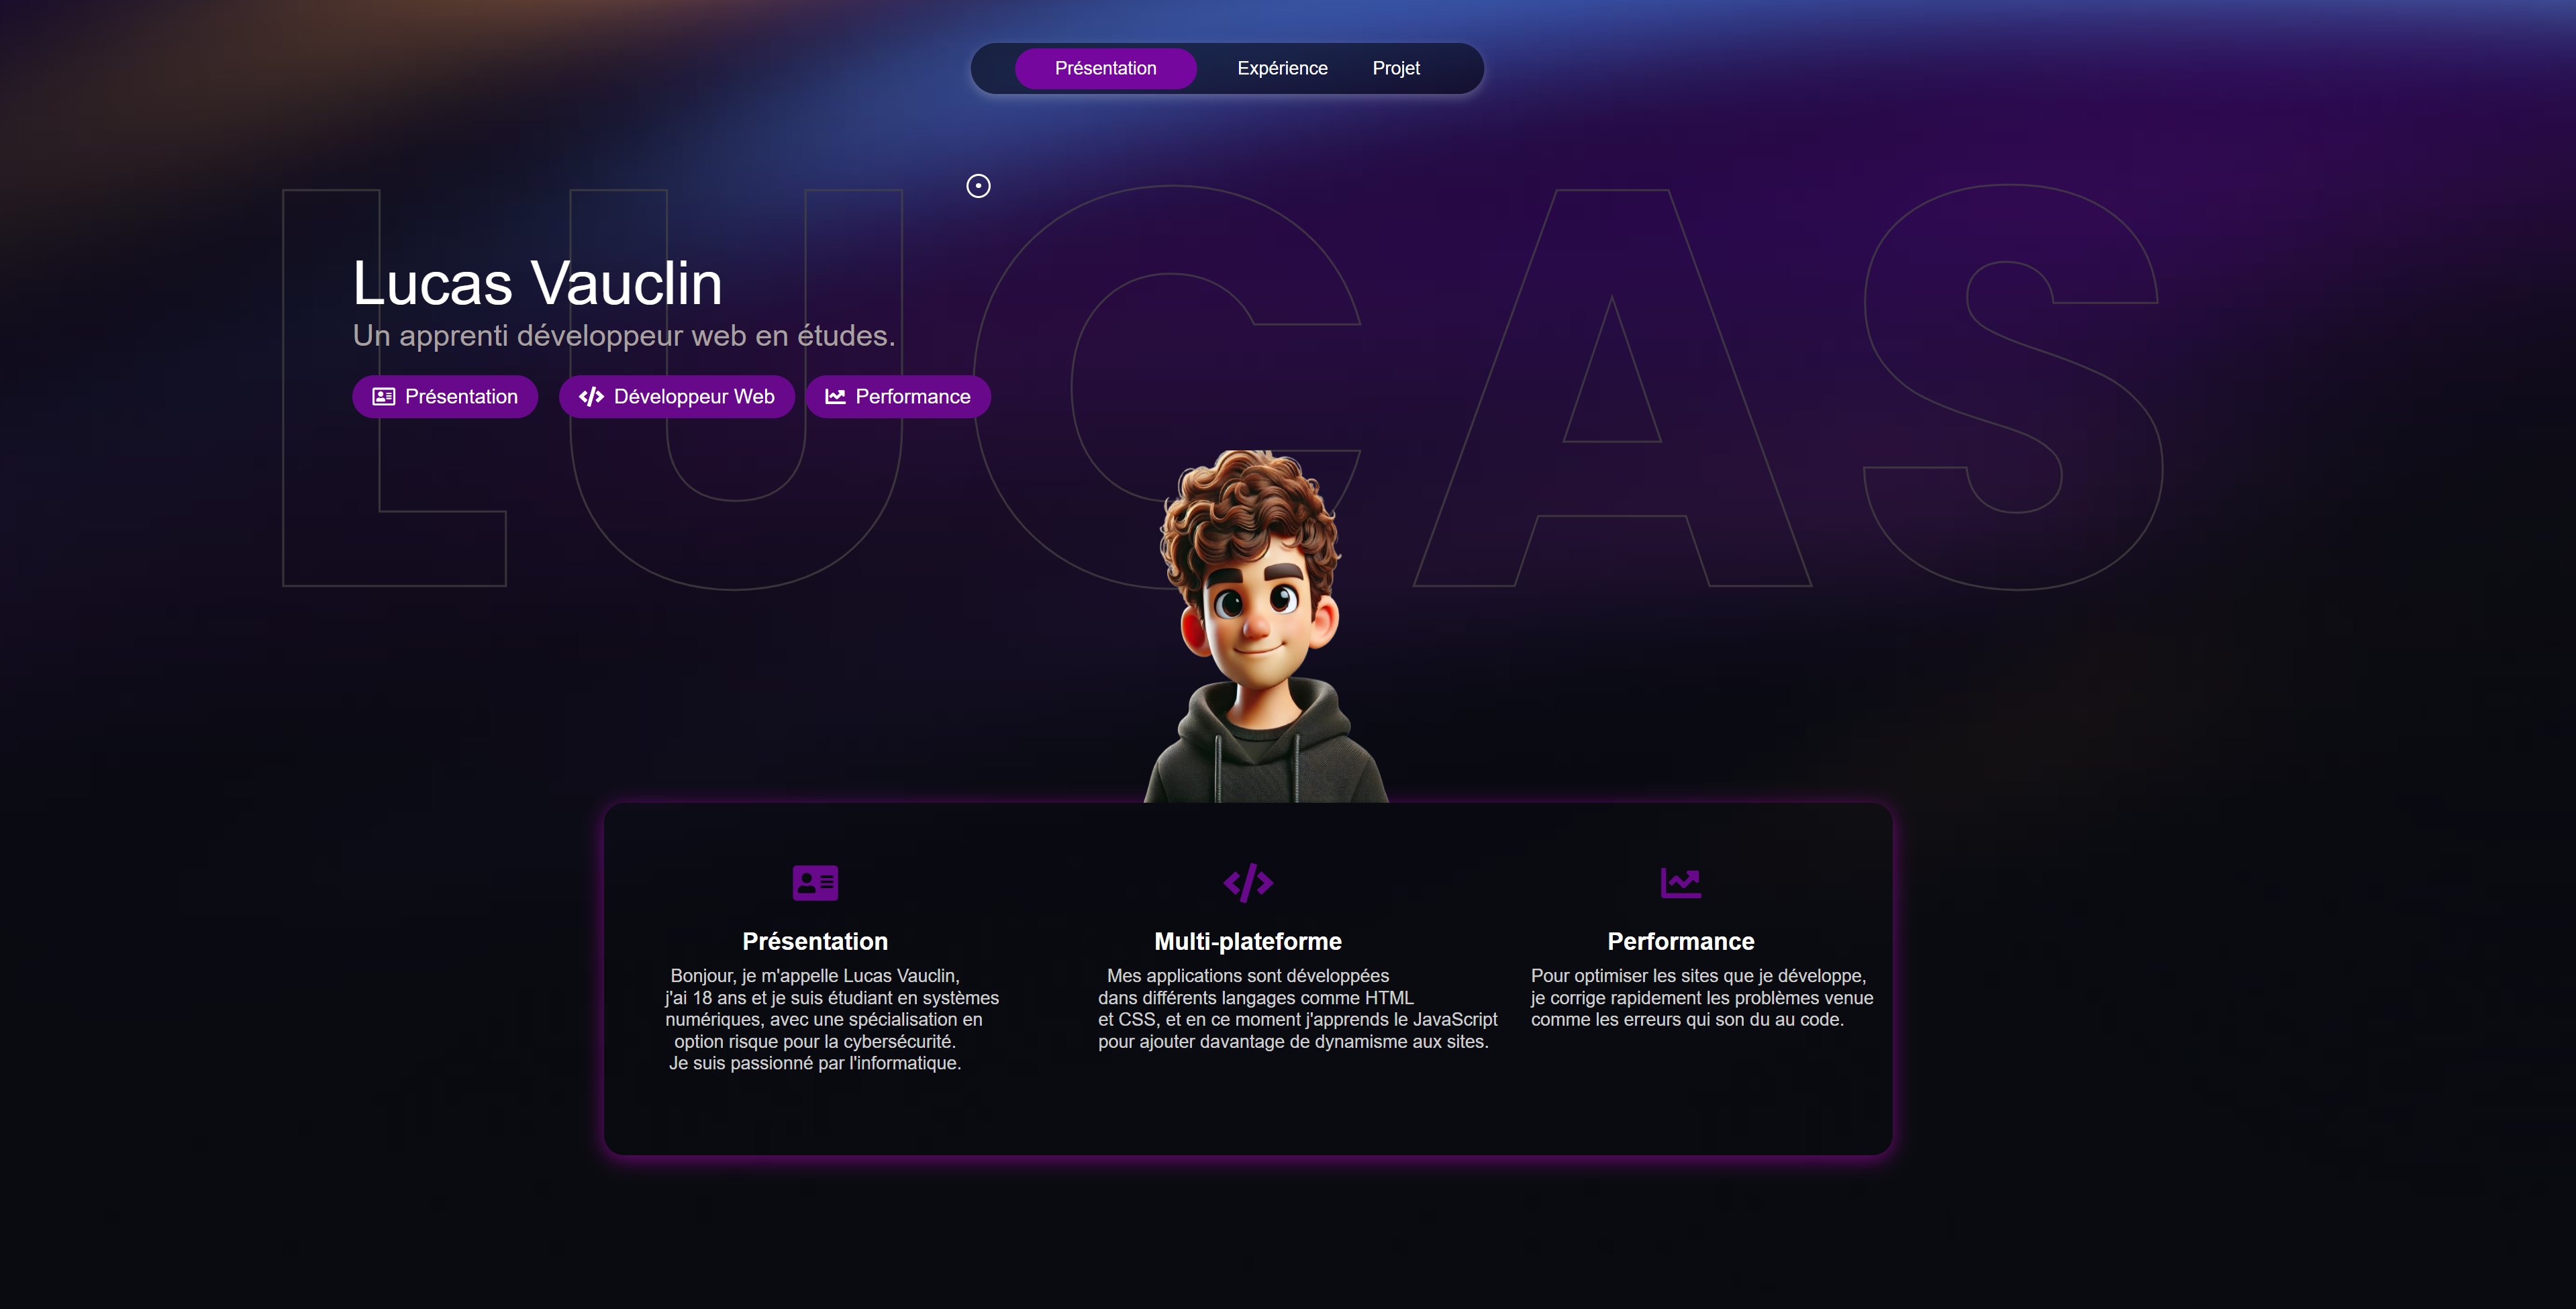 Présentation Expérience Projet
LUCAS
Lucas Vauclin
Un apprenti développeur web en études.
Présentation Développeur Web Performance
Présentation
Bonjour, je m'appelle Lucas Vauclin,
j'ai 18 ans et je suis étudiant en systèmes
numériques, avec une spécialisation en
option risque pour la cybersécurité.
Je suis passionné par l'informatique.
Multi-plateforme
Mes applications sont développées
dans différents langages comme HTML
et CSS, et en ce moment j'apprends le JavaScript
pour ajouter davantage de dynamisme aux sites.
Performance
Pour optimiser les sites que je développe,
je corrige rapidement les problèmes venue
comme les erreurs qui son du au code.